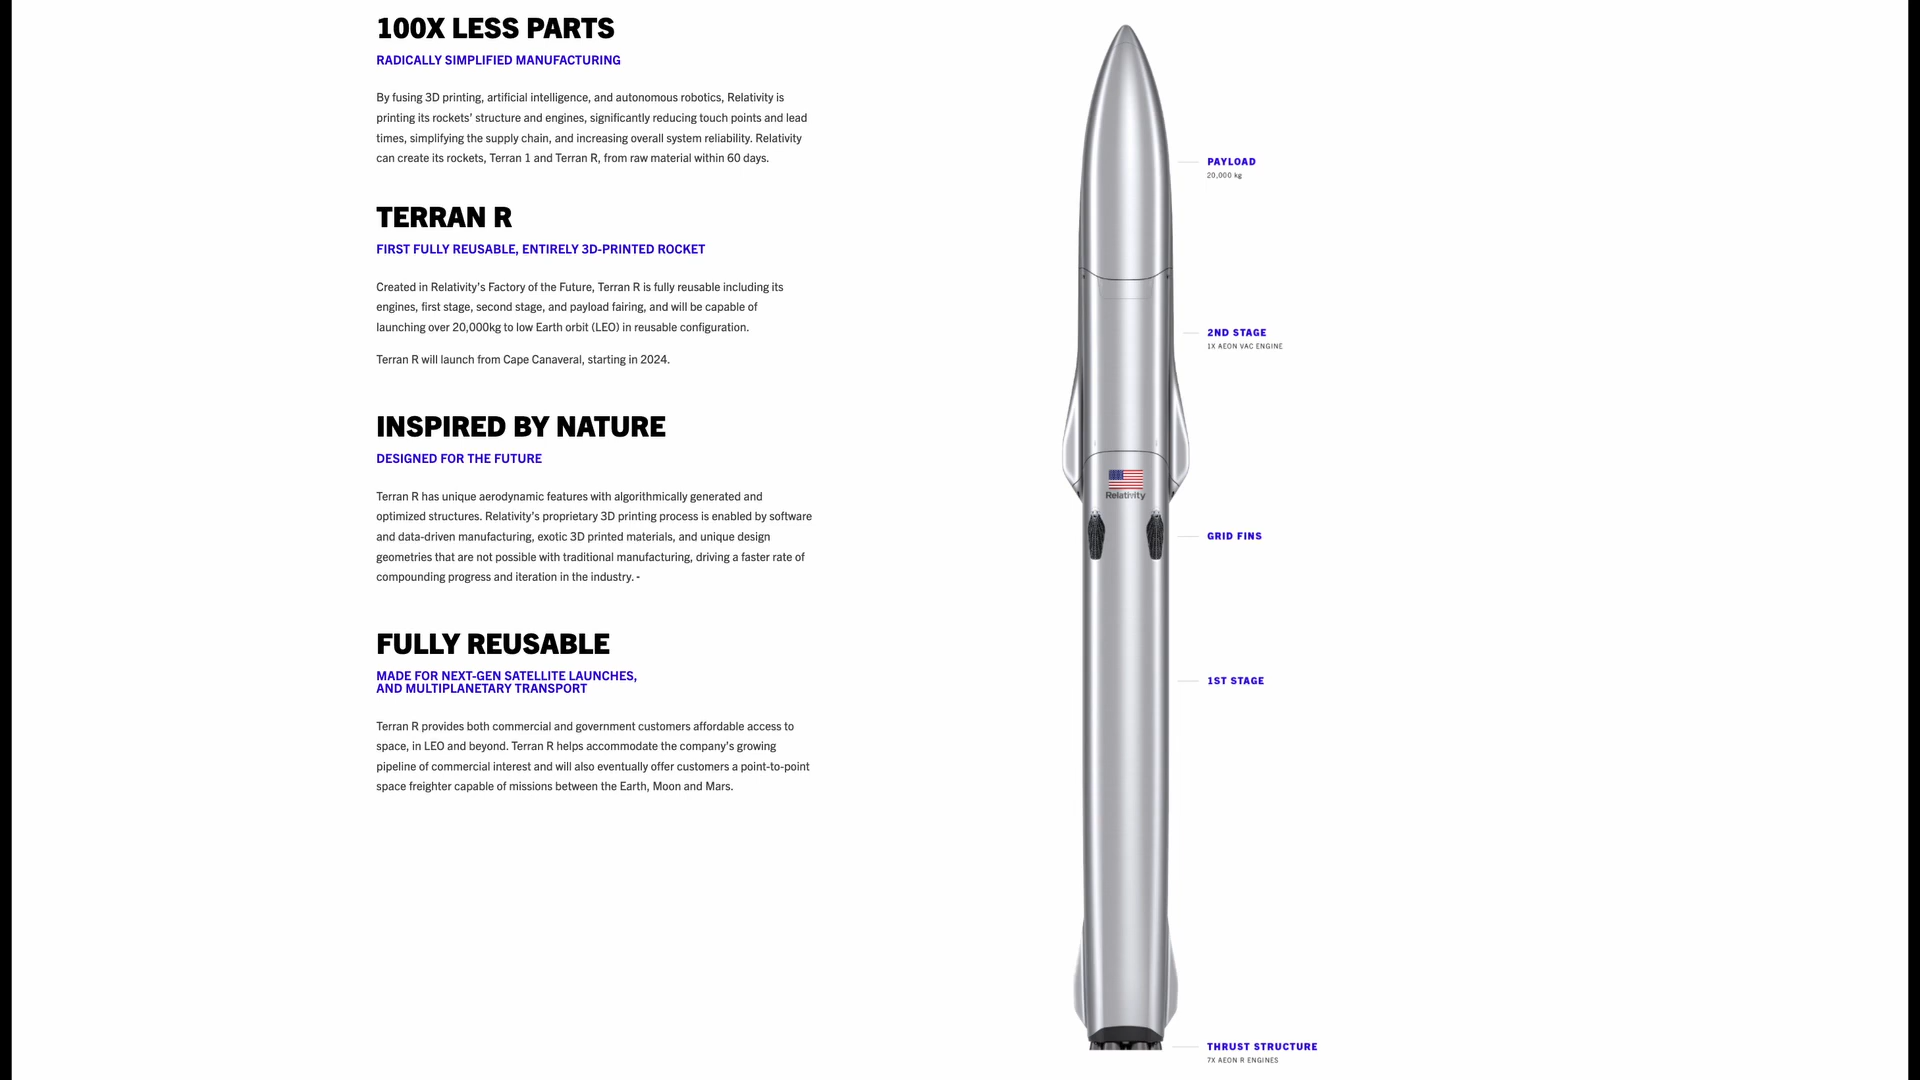 100X LESS PARTS
RADICALLY SIMPLIFIED MANUFACTURING
By fusing 3D printing, artificial intelligence, and autonomous robotics, Relativity is
printing its rockets’ structure and engines, significantly reducing touch points and lead
times, simplifying the supply chain, and increasing overall system reliability. Relativity
can create its rockets, Terran 1 and Terran R, from raw material within 60 days.
TERRAN R
FIRST FULLY REUSABLE, ENTIRELY 3D-PRINTED ROCKET
Created in Relativity’s Factory of the Future, Terran R is fully reusable including its
engines, first stage, second stage, and payload fairing, and will be capable of
launching over 20,000kg to low Earth orbit (LEO) in reusable configuration.
Terran R will launch from Cape Canaveral, starting in 2024.
INSPIRED BY NATURE
DESIGNED FOR THE FUTURE
Terran R has unique aerodynamic features with algorithmically generated and
optimized structures. Relativity’s proprietary 3D printing process is enabled by software
and data-driven manufacturing, exotic 3D printed materials, and unique design
geometries that are not possible with traditional manufacturing, driving a faster rate of
compounding progress and iteration in the industry. -
FULLY REUSABLE
MADE FOR NEXT-GEN SATELLITE LAUNCHES,
AND MULTIPLANETARY TRANSPORT
Terran R provides both commercial and government customers affordable access to
space, in LEO and beyond. Terran R helps accommodate the company’s growing
pipeline of commercial interest and will also eventually offer customers a point-to-point
space freighter capable of missions between the Earth, Moon and Mars.
PAYLOAD
20,000 kg
2ND STAGE
1X AEON VAC ENGINE
Relativity
GRID FINS
1ST STAGE
THRUST STRUCTURE
7X AEON R ENGINES